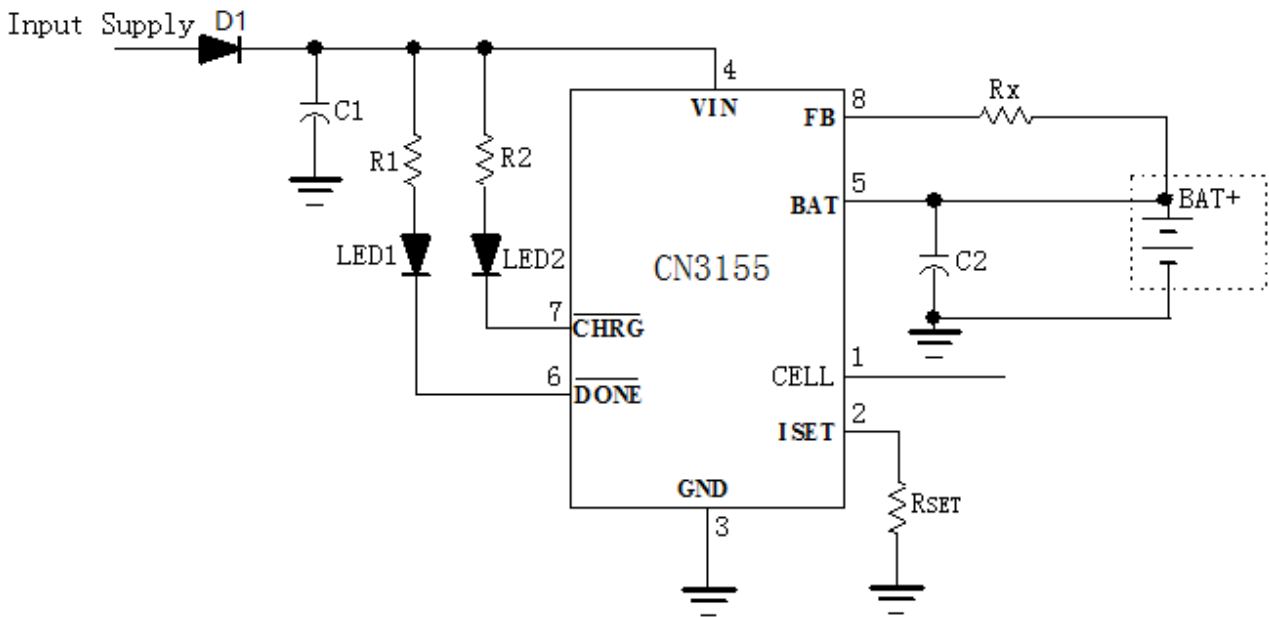 Input Supply
D1
C1
R1
R2
LED1
LED2
4
VIN
8
FB
Rx
5
BAT
BAT+
C2
CN3155
7
CHRG
6
DONE
1
CELL
2
ISET
RSET
GND
3